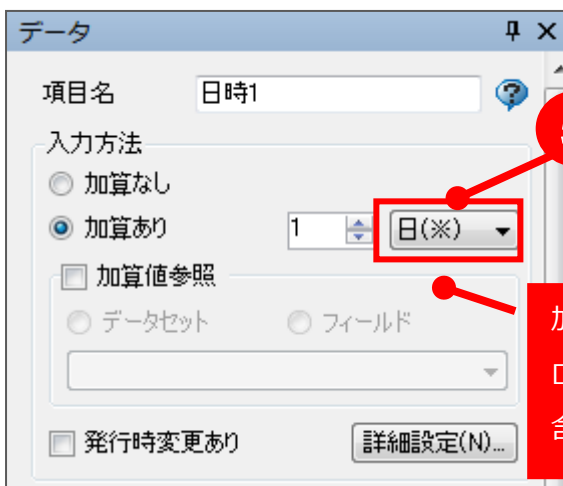 データ
項目名 日時1
入力方法
加算なし
加算あり 1 日(※)
加算値参照
データセット フィールド
発行時変更あり 詳細設定(N)...